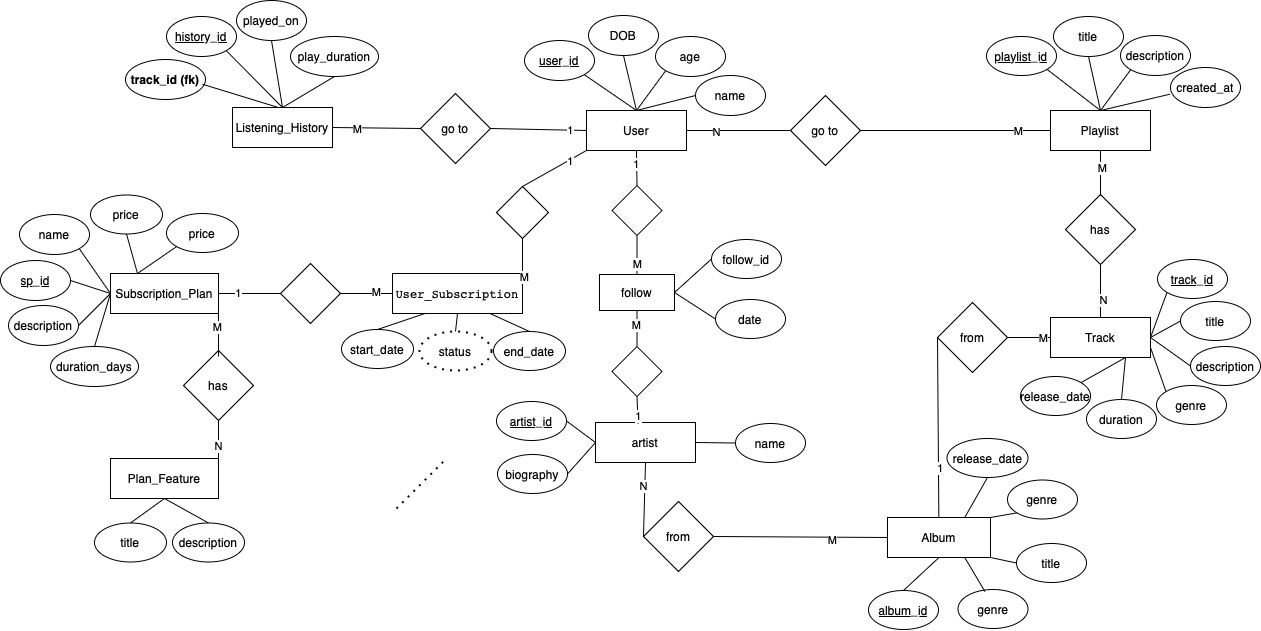 played_on
history_id
play_duration
track_id (fk)
Listening_History
M
go to
1
DOB
user_id
age
name
User
N
go to
M
title
playlist_id
description
created_at
Playlist
1
1
M
price
name
price
sp_id
Subscription_Plan
description
duration_days
1
M
User_Subscription
M
start_date
status
end_date
M
follow
follow_id
date
M
has
N
track_id
title
Track
description
genre
release_date
duration
M
from
M
has
N
Plan_Feature
title
description
1
artist_id
artist
name
biography
N
from
M
1
release_date
genre
Album
title
album_id
genre